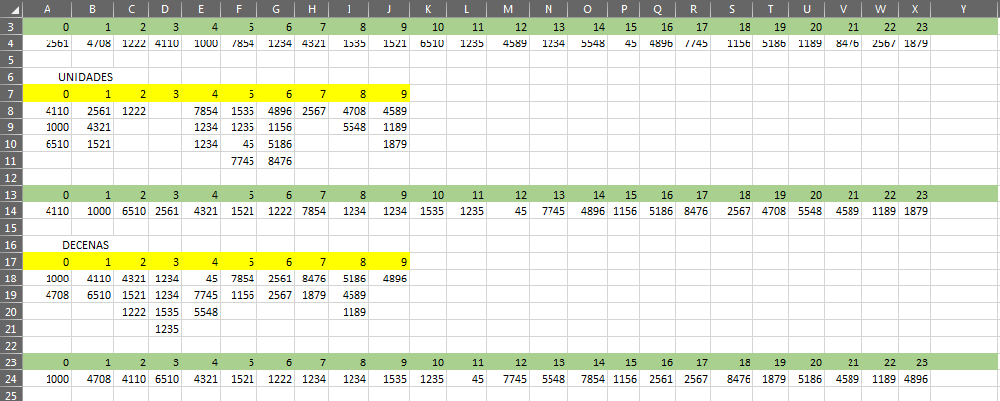 A B C D E F G H I J K L M N O P Q R S T U V W X Y
3 0 1 2 3 4 5 6 7 8 9 10 11 12 13 14 15 16 17 18 19 20 21 22 23
4 2561 4708 1222 4110 1000 7854 1234 4321 1535 1521 6510 1235 4589 1234 5548 45 4896 7745 1156 5186 1189 8476 2567 1879
5
6 UNIDADES
7 0 1 2 3 4 5 6 7 8 9
8 4110 2561 1222 7854 1535 4896 2567 4708 4589
9 1000 4321 1234 1235 1156 5548 1189
10 6510 1521 1234 45 5186 1879
11 7745 8476
12
13 0 1 2 3 4 5 6 7 8 9 10 11 12 13 14 15 16 17 18 19 20 21 22 23
14 4110 1000 6510 2561 4321 1521 1222 7854 1234 1234 1535 1235 45 7745 4896 1156 5186 8476 2567 4708 5548 4589 1189 1879
15
16 DECENAS
17 0 1 2 3 4 5 6 7 8 9
18 1000 4110 4321 1234 45 7854 2561 8476 5186 4896
19 4708 6510 1521 1234 7745 1156 2567 1879 4589
20 1222 1535 5548 1189
21 1235
22
23 0 1 2 3 4 5 6 7 8 9 10 11 12 13 14 15 16 17 18 19 20 21 22 23
24 1000 4708 4110 6510 4321 1521 1222 1234 1234 1535 1235 45 7745 5548 7854 1156 2561 2567 8476 1879 5186 4589 1189 4896
25